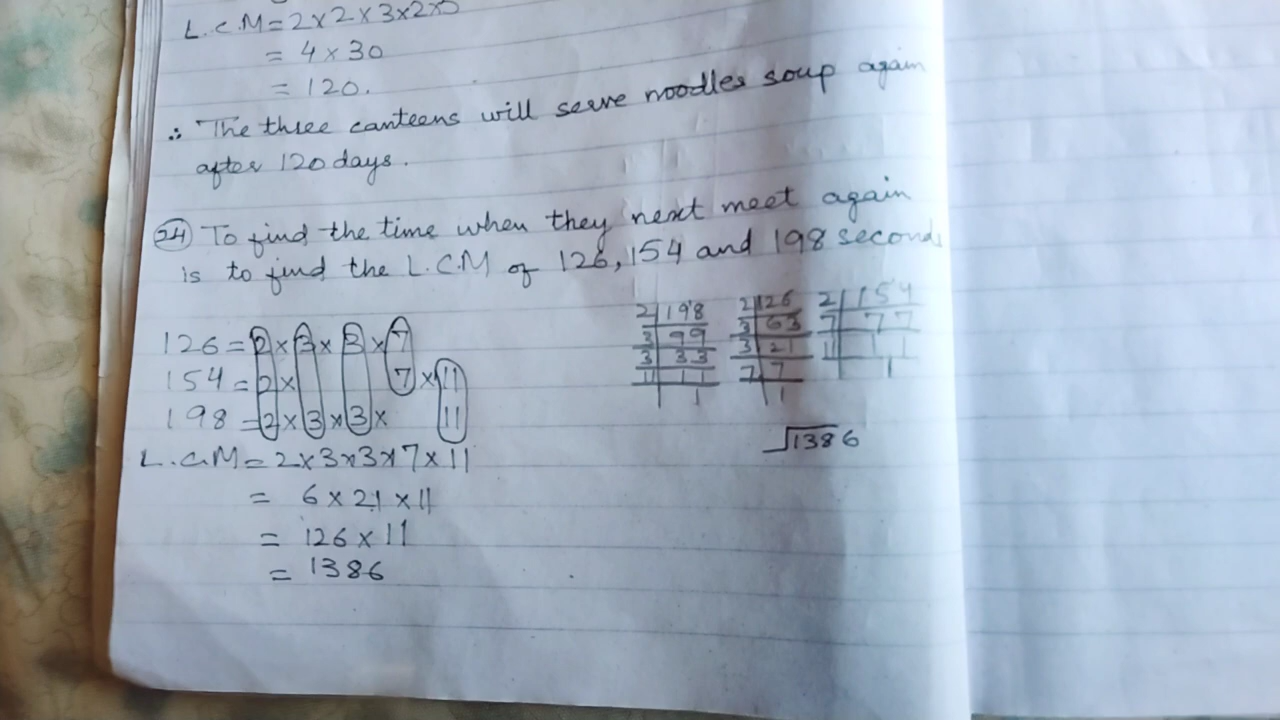 L.C.M = 2×2×3×2×5
= 4×30
= 120.
∴ The three canteens will serve noodles soup again
after 120 days.
24 To find the time when they next meet again
is to find the L.C.M of 126, 154 and 198 seconds
126 = 2×3×3×7
154 = 2× 7×11
198 = 2×3×3× 11
L.C.M = 2×3×3×7×11
= 6×21×11
= 126×11
= 1386
2|198
3|99
3|33
11|11
|1
2|126
3|63
3|21
7|7
|1
2|154
7|77
11|11
|1
1386